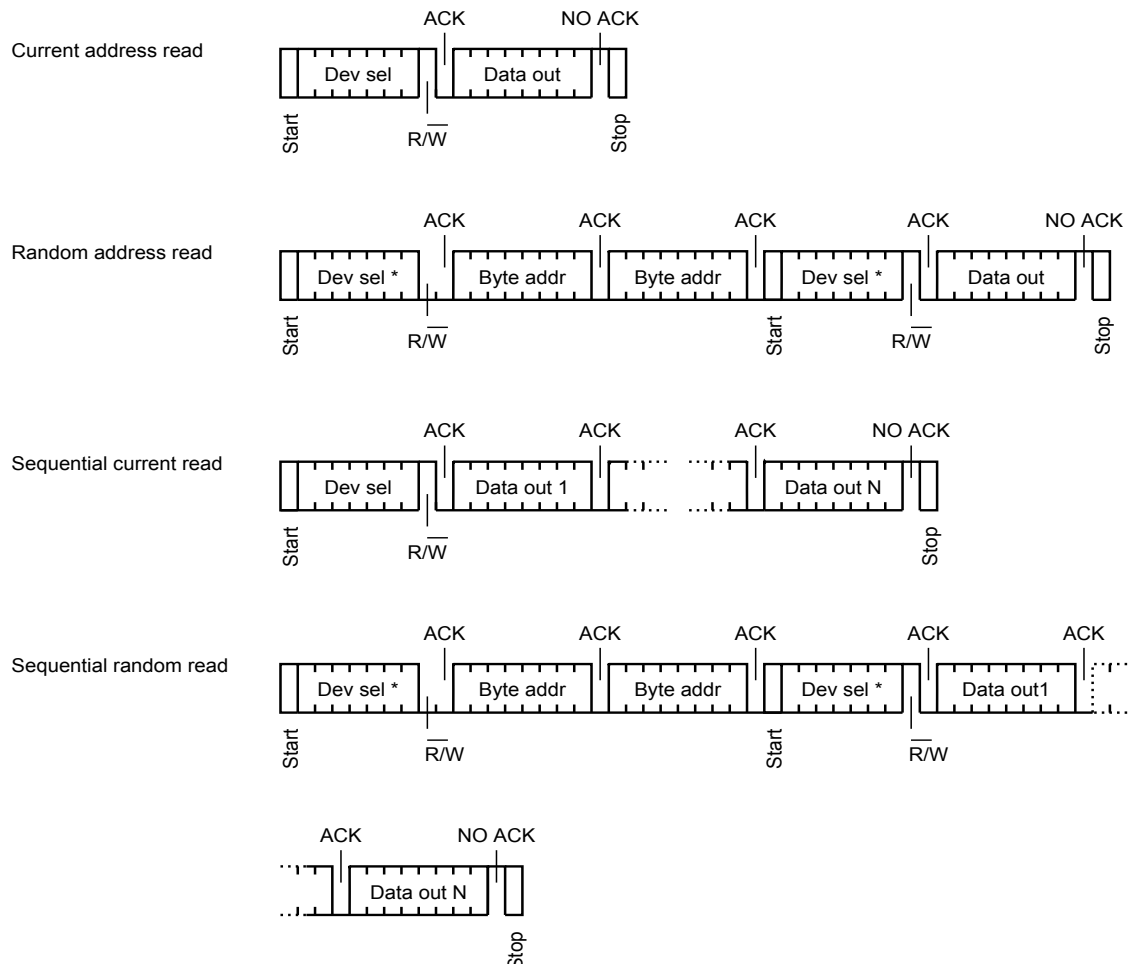 ACK NO ACK
Current address read
Dev sel Data out
Start R/W̅ Stop
ACK ACK ACK ACK NO ACK
Random address read
Dev sel * Byte addr Byte addr Dev sel * Data out
Start R/W̅ Start R/W̅ Stop
ACK ACK ACK NO ACK
Sequential current read
Dev sel Data out 1 Data out N
Start R/W̅ Stop
ACK ACK ACK ACK ACK
Sequential random read
Dev sel * Byte addr Byte addr Dev sel * Data out1
Start R̅/̅W Start R̅/̅W
ACK NO ACK
Data out N
Stop